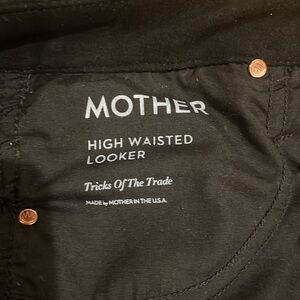 MOTHER
HIGH WAISTED
LOOKER
Tricks Of The Trade
MADE by MOTHER IN THE U.S.A.